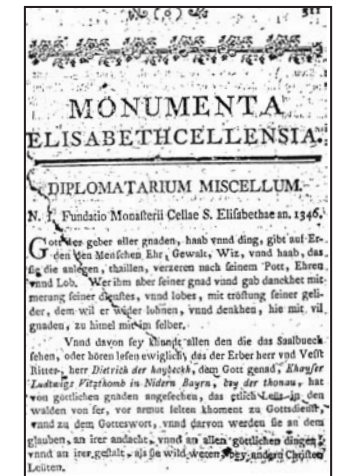 (o) 311
MONUMENTA
ELISABETHCELLENSIA.
DIPLOMATARIUM MISCELLUM.
N. I. Fundatio Monasterii Cellae S. Elisabethae an. 1346.
Gott der geber aller gnaden, haab vnnd ding, gibt auf Er-
den den Menschen Ehr, Gewalt, Wiz, vnnd haab, das
sie die anlegen, thaillen, verzeren nach seinem Pott, Ehren
vnnd Lob. Wer ihm aber seiner gnad vnnd gab danckhet mit
merung seiner dienstes, vnnd lobes, mit tröstung seiner geli-
der, dem wil er wider lohnen, vnnd denkhen, hie mit vil
gnaden, zu himel mit im selber.
Vnnd davon sey khundt allen den die das Saalbuech
sehen, oder hören lesen ewiglich, das der Erber herr vnd Vesst
Ritter, herr Dietrich der haybeckh, dem Gott genad, Khayser
Ludwigs Vitzthomb in Nidern Bayrn, bey der thonau, hat
von göttlichen gnaden angesechen, das etlich Leüt in den
walden von fer, vor armut selten khoment zu Gottsdienst,
vnnd zu dem Gotteswort, vnnd darvon werden sie an dem
glauben, an irer andacht, vnnd an allen göttlichen dingen,
vnnd an irer gestalt, als sie wild weren, bey andern Christen
Leüten.